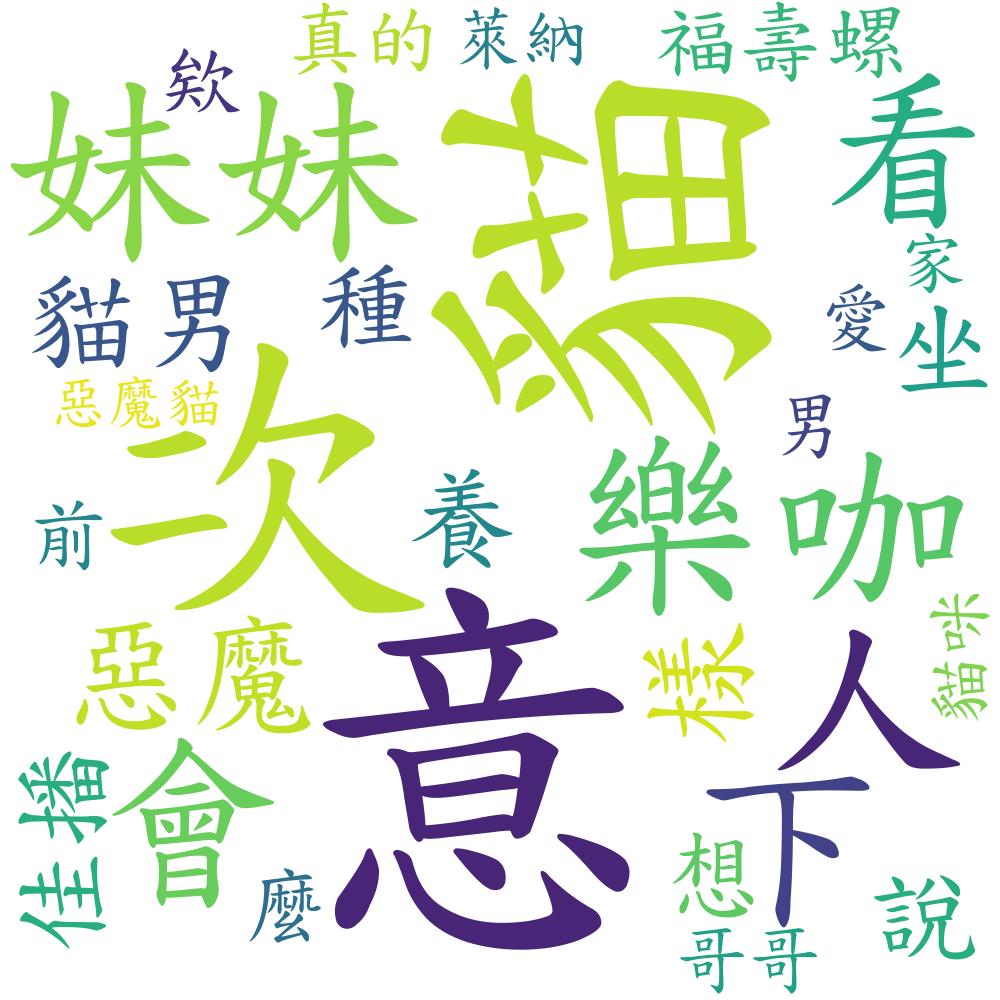 真的
萊納
福壽螺
欸
妹妹
貓
看
家
貓男
種
愛
坐
惡魔貓
次
男
前
養
樂
咖
惡魔
意
樣
人
貓咪
佳播
會
下
麼
想
說
哥哥